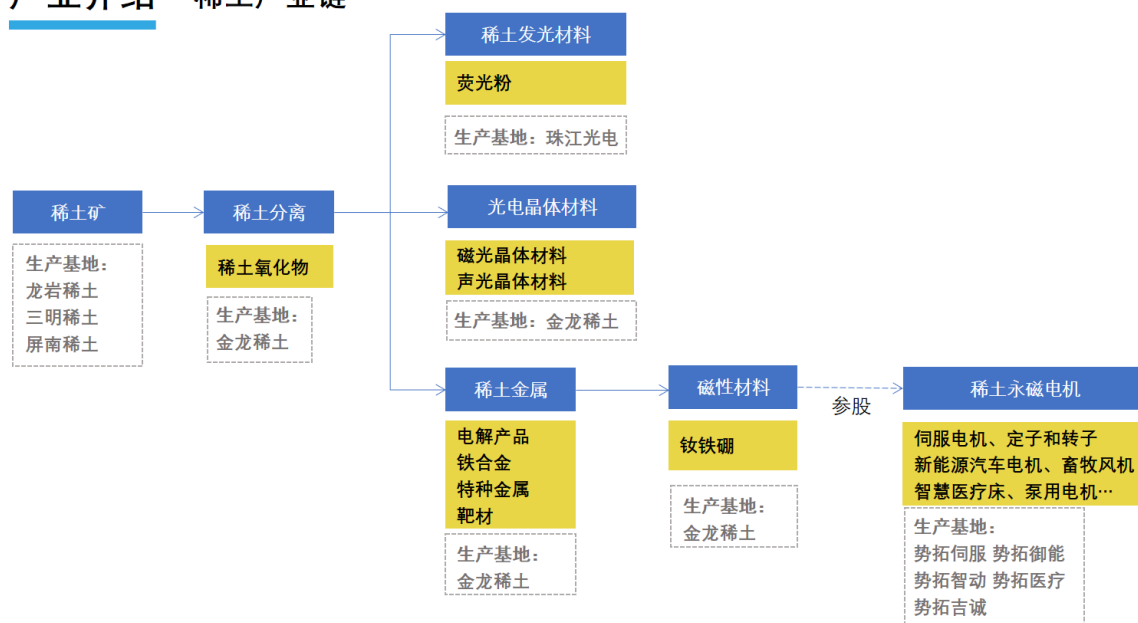 产业介绍 稀土产业链
稀土发光材料
荧光粉
生产基地：珠江光电
稀土矿
生产基地：
龙岩稀土
三明稀土
屏南稀土
稀土分离
稀土氧化物
生产基地：
金龙稀土
光电晶体材料
磁光晶体材料
声光晶体材料
生产基地：金龙稀土
稀土金属
电解产品
铁合金
特种金属
靶材
生产基地：
金龙稀土
磁性材料
钕铁硼
生产基地：
金龙稀土
参股
稀土永磁电机
伺服电机、定子和转子
新能源汽车电机、畜牧风机
智慧医疗床、泵用电机…
生产基地：
势拓伺服 势拓御能
势拓智动 势拓医疗
势拓吉诚